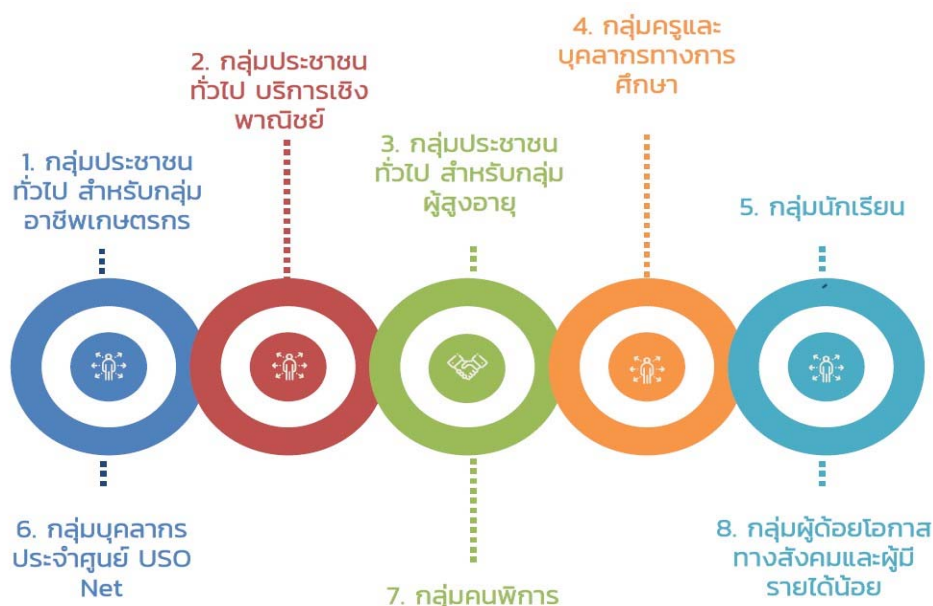 1. กลุ่มประชาชน
ทั่วไป สำหรับกลุ่ม
อาชีพเกษตรกร
2. กลุ่มประชาชน
ทั่วไป บริการเชิง
พาณิชย์
3. กลุ่มประชาชน
ทั่วไป สำหรับกลุ่ม
ผู้สูงอายุ
4. กลุ่มครูและ
บุคลากรทางการ
ศึกษา
5. กลุ่มนักเรียน
6. กลุ่มบุคลากร
ประจำศูนย์ USO
Net
7. กลุ่มคนพิการ
8. กลุ่มผู้ด้อยโอกาส
ทางสังคมและผู้มี
รายได้น้อย